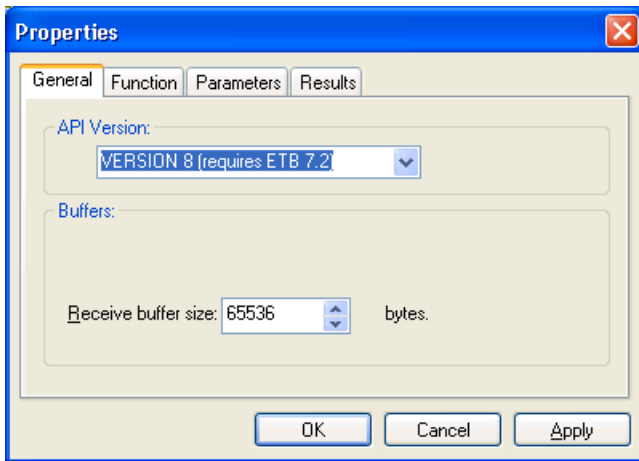 Properties
General Function Parameters Results
API Version:
VERSION 8 (requires ETB 7.2)
Buffers:
Receive buffer size: 65536 bytes.
OK Cancel Apply